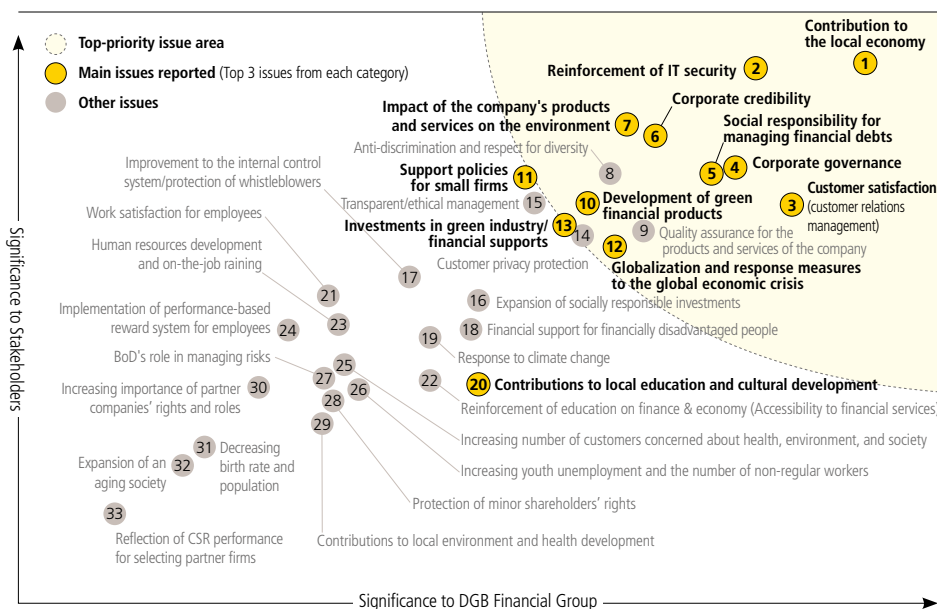 Top-priority issue area
Main issues reported (Top 3 issues from each category)
Other issues
Contribution to
the local economy
1
Reinforcement of IT security
2
Corporate credibility
6
Impact of the company's products
and services on the environment
7
Social responsibility for
managing financial debts
5
4
Corporate governance
Anti-discrimination and respect for diversity
8
Improvement to the internal control
system/protection of whistleblowers
Support policies
for small firms
11
Transparent/ethical management
15
10
Development of green
financial products
3
Customer satisfaction
(customer relations
management)
Work satisfaction for employees
Investments in green industry/
financial supports
13
14
9
Quality assurance for the
products and services of the company
Customer privacy protection
12
Globalization and response measures
to the global economic crisis
Human resources development
and on-the-job raining
17
21
16
Expansion of socially responsible investments
Implementation of performance-based
reward system for employees
24
23
18
Financial support for financially disadvantaged people
19
Response to climate change
BoD's role in managing risks
25
27
Increasing importance of partner
companies' rights and roles
30
26
22
20
Contributions to local education and cultural development
Reinforcement of education on finance & economy (Accessibility to financial services)
28
29
Increasing number of customers concerned about health, environment, and society
31
Decreasing
birth rate and
population
Expansion of an
aging society
32
Increasing youth unemployment and the number of non-regular workers
Protection of minor shareholders' rights
33
Reflection of CSR performance
for selecting partner firms
Contributions to local environment and health development
Significance to Stakeholders
Significance to DGB Financial Group